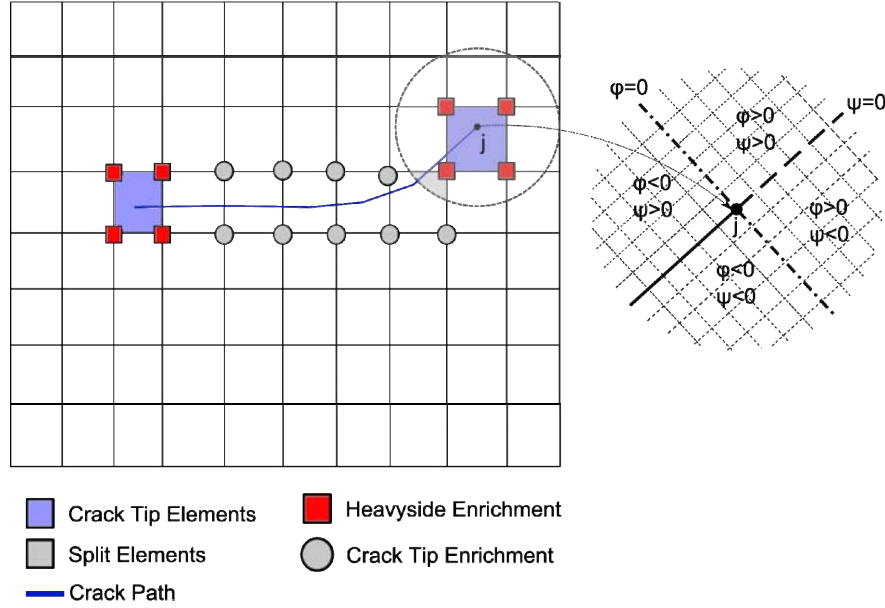 φ=0
φ>0
ψ>0
ψ=0
φ<0
ψ>0
φ>0
ψ<0
φ<0
ψ<0
j
j
Crack Tip Elements
Heavyside Enrichment
Split Elements
Crack Tip Enrichment
Crack Path